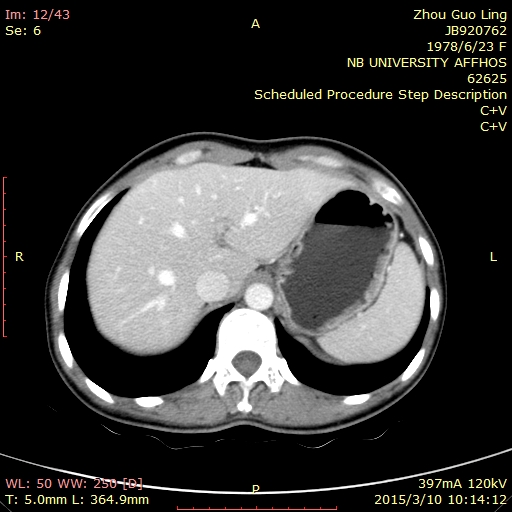 Im: 12/43
Se: 6
A
Zhou Guo Ling
JB920762
1978/6/23 F
NB UNIVERSITY AFFHOS
62625
Scheduled Procedure Step Description
C+V
C+V
R
L
WL: 50 WW: 250 [D]
T: 5.0mm L: 364.9mm
P
397mA 120kV
2015/3/10 10:14:12